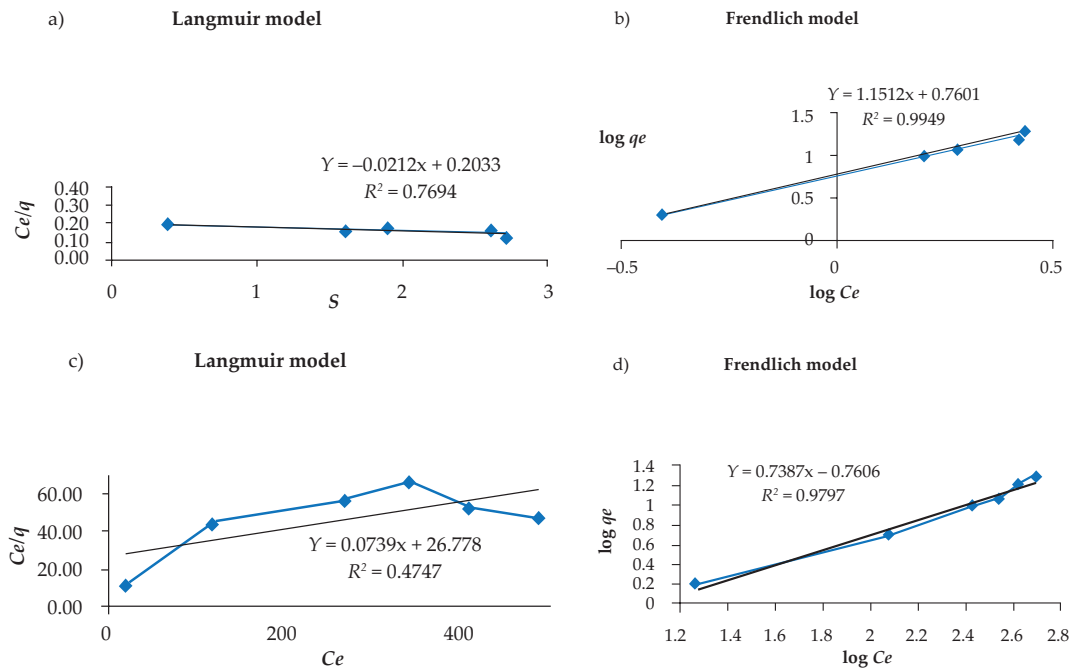 a) Langmuir model
Y = –0.0212x + 0.2033
R² = 0.7694
Ce/q
0.40
0.30
0.20
0.10
0.00
0 1 2 3
S
b) Frendlich model
Y = 1.1512x + 0.7601
R² = 0.9949
log qe
1.5
1
0.5
0
–0.5 0 0.5
log Ce
c) Langmuir model
Ce/q
60.00
40.00
20.00
0.00
Y = 0.0739x + 26.778
R² = 0.4747
0 200 400
Ce
d) Frendlich model
Y = 0.7387x – 0.7606
R² = 0.9797
log qe
1.4
1.2
1
0.8
0.6
0.4
0.2
0
1.2 1.4 1.6 1.8 2 2.2 2.4 2.6 2.8
log Ce